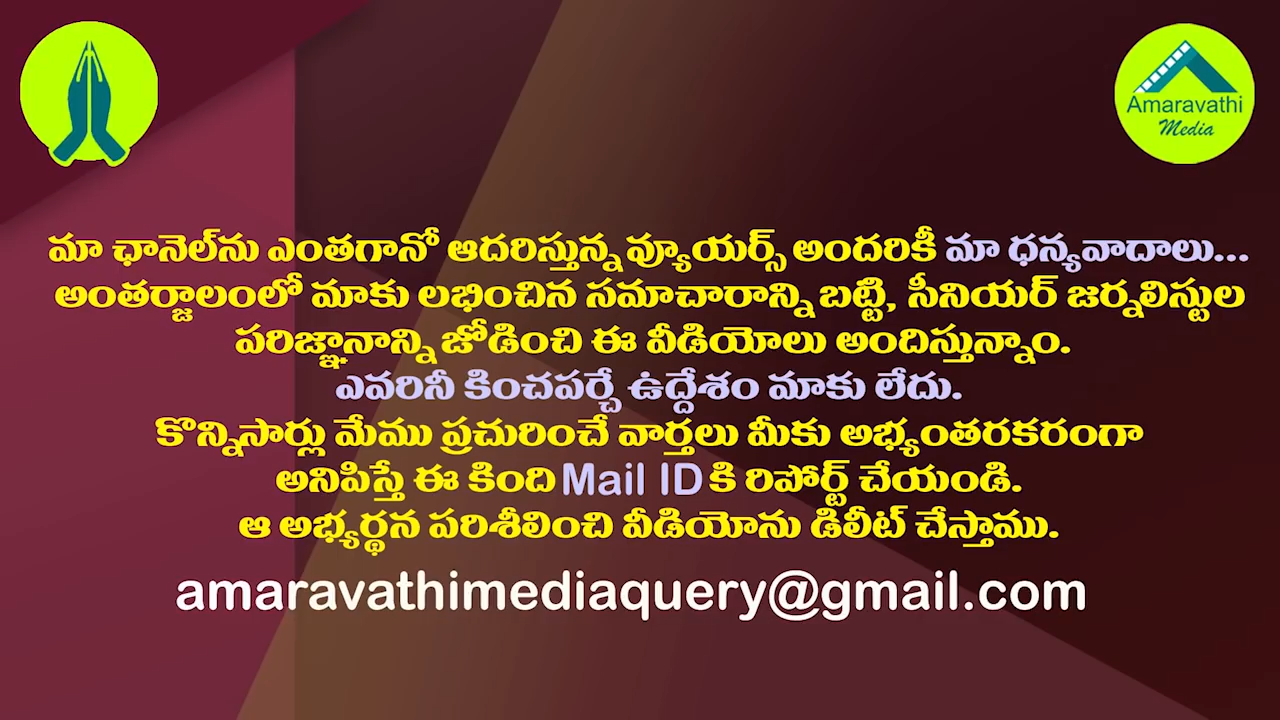 Amaravathi
Media
మా ఛానెల్‌ను ఎంతగానో ఆదరిస్తున్న వ్యూయర్స్ అందరికీ మా ధన్యవాదాలు...
అంతర్జాలంలో మాకు లభించిన సమాచారాన్ని బట్టి, సీనియర్ జర్నలిస్టుల
పరిజ్ఞానాన్ని జోడించి ఈ వీడియోలు అందిస్తున్నాం.
ఎవరినీ కించపర్చే ఉద్దేశం మాకు లేదు.
కొన్నిసార్లు మేము ప్రచురించే వార్తలు మీకు అభ్యంతరకరంగా
అనిపిస్తే ఈ కింది Mail ID కి రిపోర్ట్ చేయండి.
ఆ అభ్యర్థన పరిశీలించి వీడియోను డిలీట్ చేస్తాము.
amaravathimediaquery@gmail.com